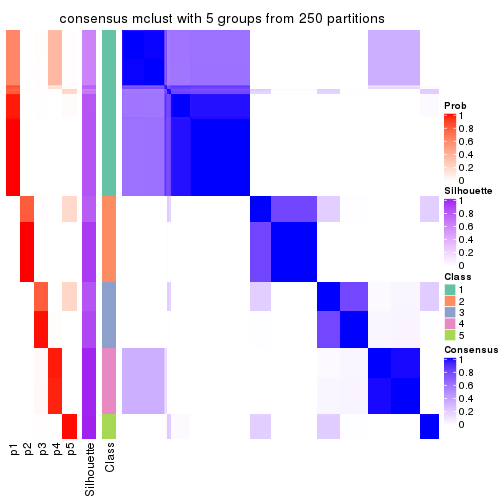 consensus mclust with 5 groups from 250 partitions
Prob
1
0.8
0.6
0.4
0.2
0
Silhouette
1
0.8
0.6
0.4
0.2
0
Class
1
2
3
4
5
Consensus
1
0.8
0.6
0.4
0.2
0
p1
p2
p3
p4
p5
Silhouette
Class